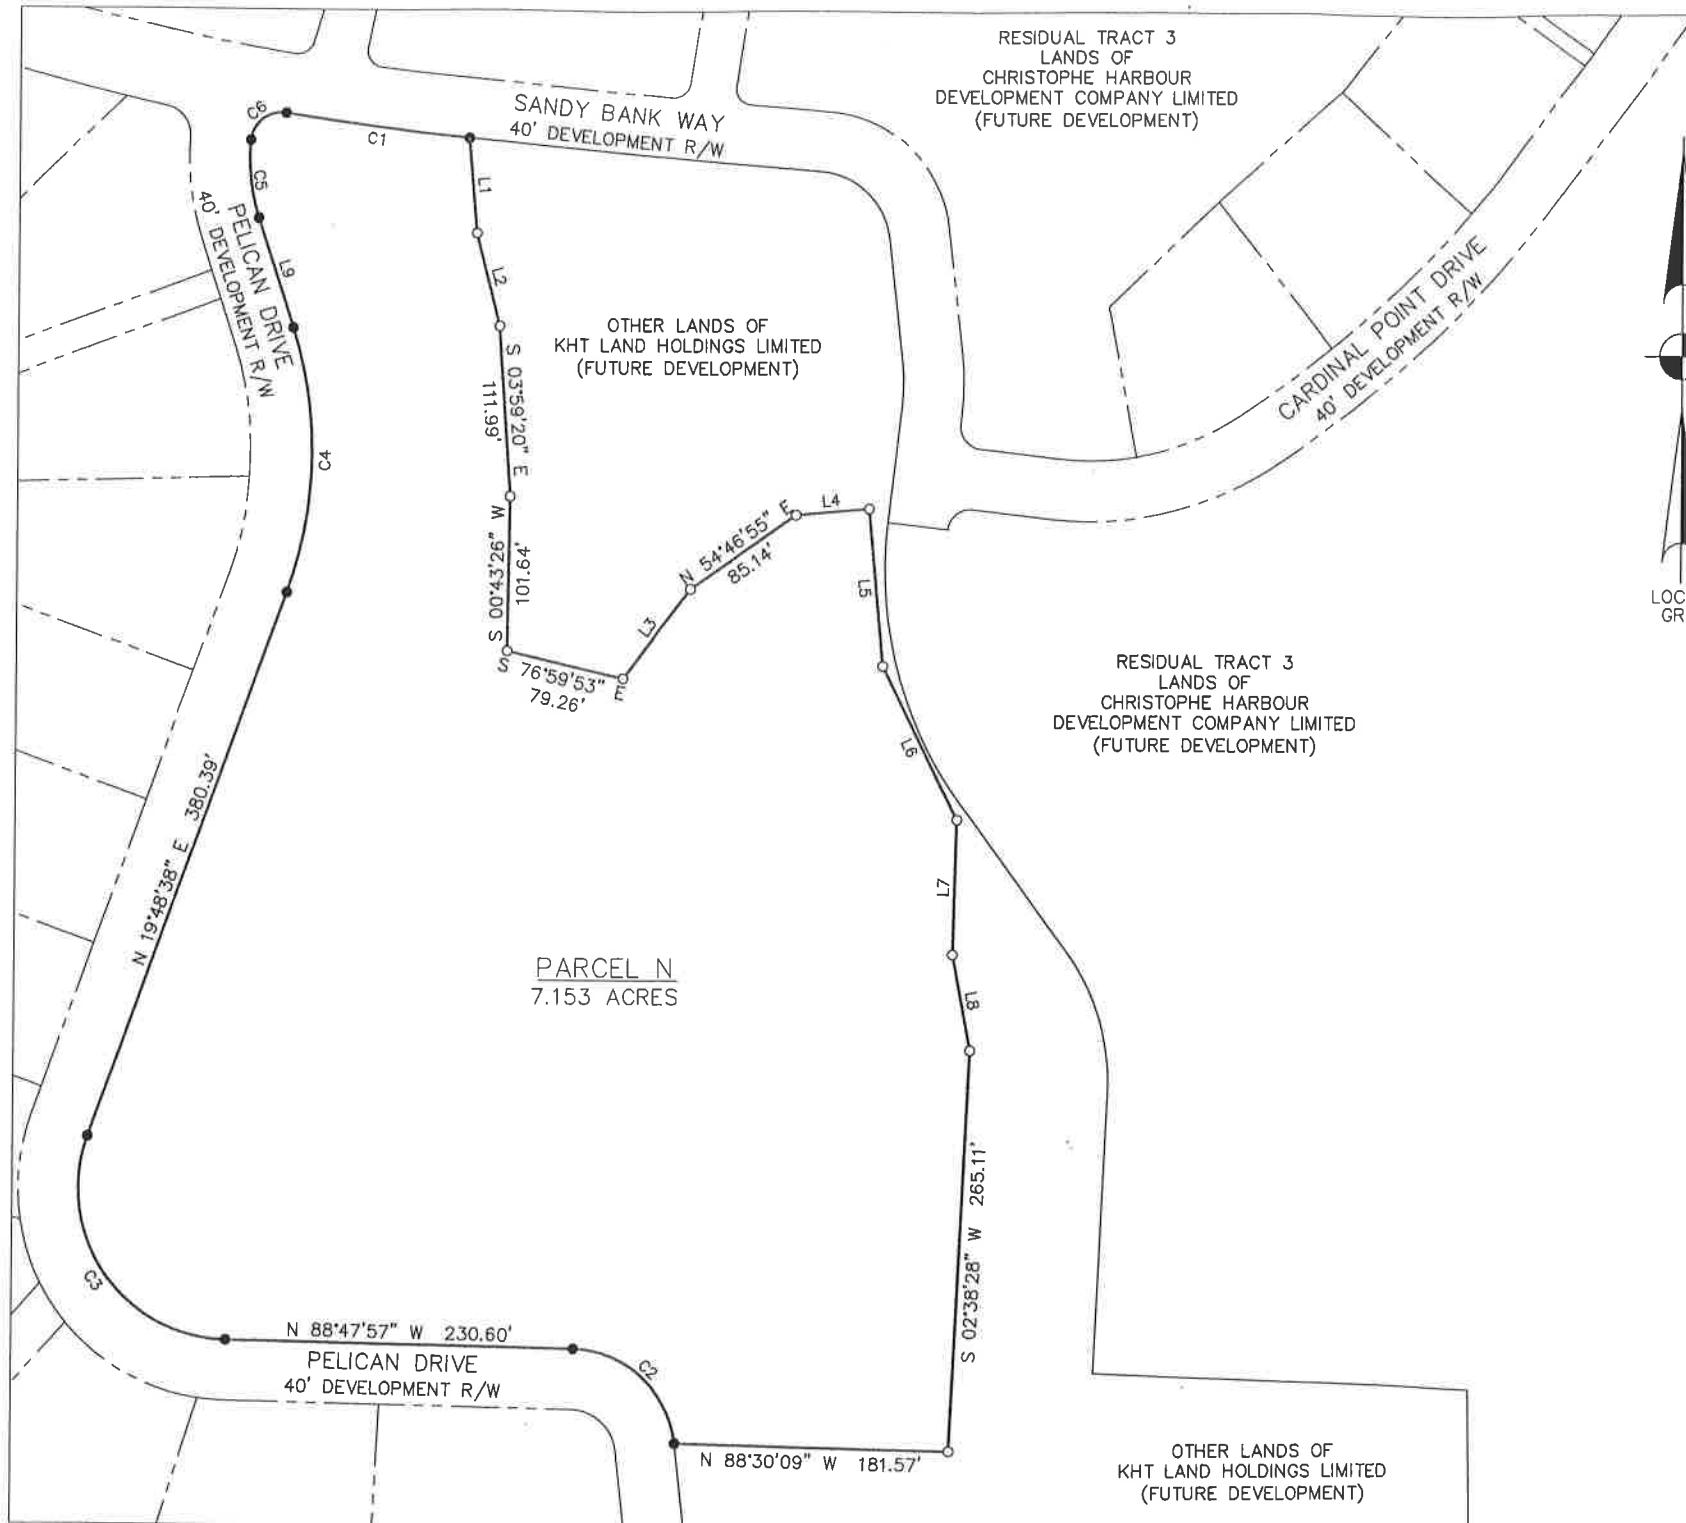 RESIDUAL TRACT 3
LANDS OF
CHRISTOPHE HARBOUR
DEVELOPMENT COMPANY LIMITED
(FUTURE DEVELOPMENT)
SANDY BANK WAY
40' DEVELOPMENT R/W
C6
C1
C5
L1
PELICAN DRIVE
40' DEVELOPMENT R/W
L9
L2
OTHER LANDS OF
KHT LAND HOLDINGS LIMITED
(FUTURE DEVELOPMENT)
CARDINAL POINT DRIVE
40' DEVELOPMENT R/W
S 03°59'20" E
111.99'
C4
S 00°43'26" W
101.64'
N 54°46'55" E
85.14'
L4
L5
L3
S 76°59'53" E
79.26'
LOC
GR
RESIDUAL TRACT 3
LANDS OF
CHRISTOPHE HARBOUR
DEVELOPMENT COMPANY LIMITED
(FUTURE DEVELOPMENT)
L6
N 19°48'38" E 380.39'
L7
PARCEL N
7.153 ACRES
L8
S 02°38'28" W 265.11'
C3
N 88°47'57" W 230.60'
PELICAN DRIVE
40' DEVELOPMENT R/W
C2
N 88°30'09" W 181.57'
OTHER LANDS OF
KHT LAND HOLDINGS LIMITED
(FUTURE DEVELOPMENT)